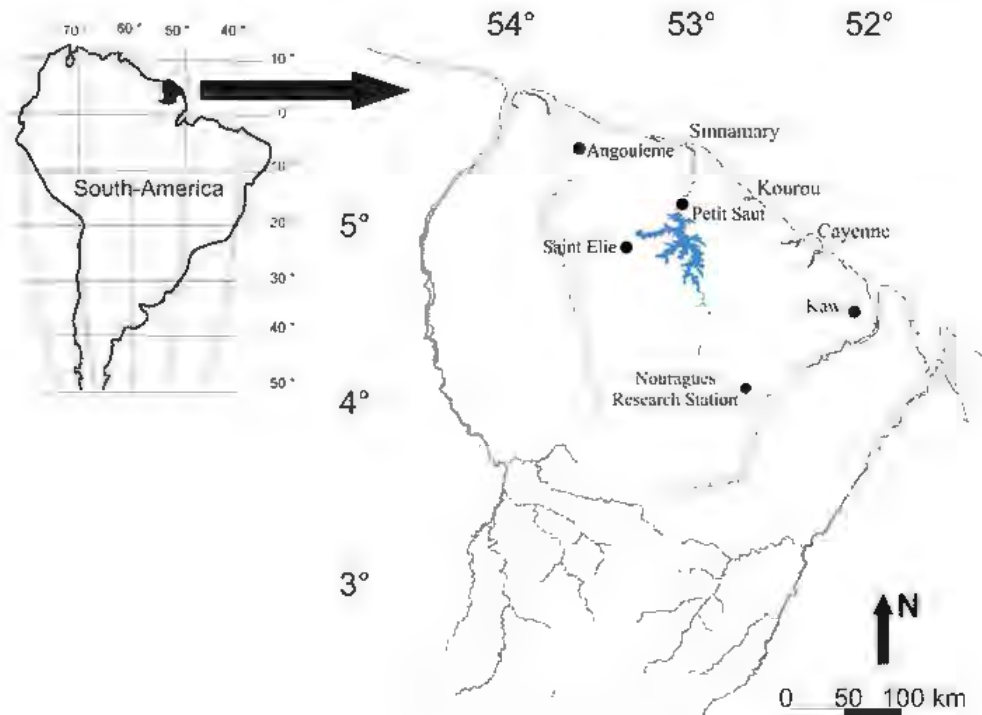 70° 60° 50° 40°
10°
0
20
30°
40°
50°
South-America
54° 53° 52°
5°
4°
3°
Sinnamary
Angouleme
Kourou
Petit Saut
Cayenne
Saint Elie
Kaw
Nouragues
Research Station
N
0 50 100 km